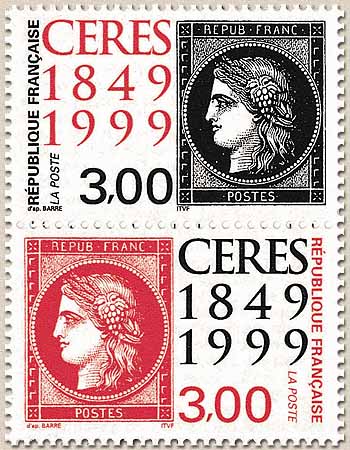 RÉPUBLIQUE FRANÇAISE
LA POSTE
CERES
1849
1999
3,00
REPUB FRANC
POSTES
d'ap. BARRE
ITVF
REPUB FRANC
POSTES
CERES
1849
1999
3,00
RÉPUBLIQUE FRANÇAISE
LA POSTE
d'ap. BARRE
ITVF